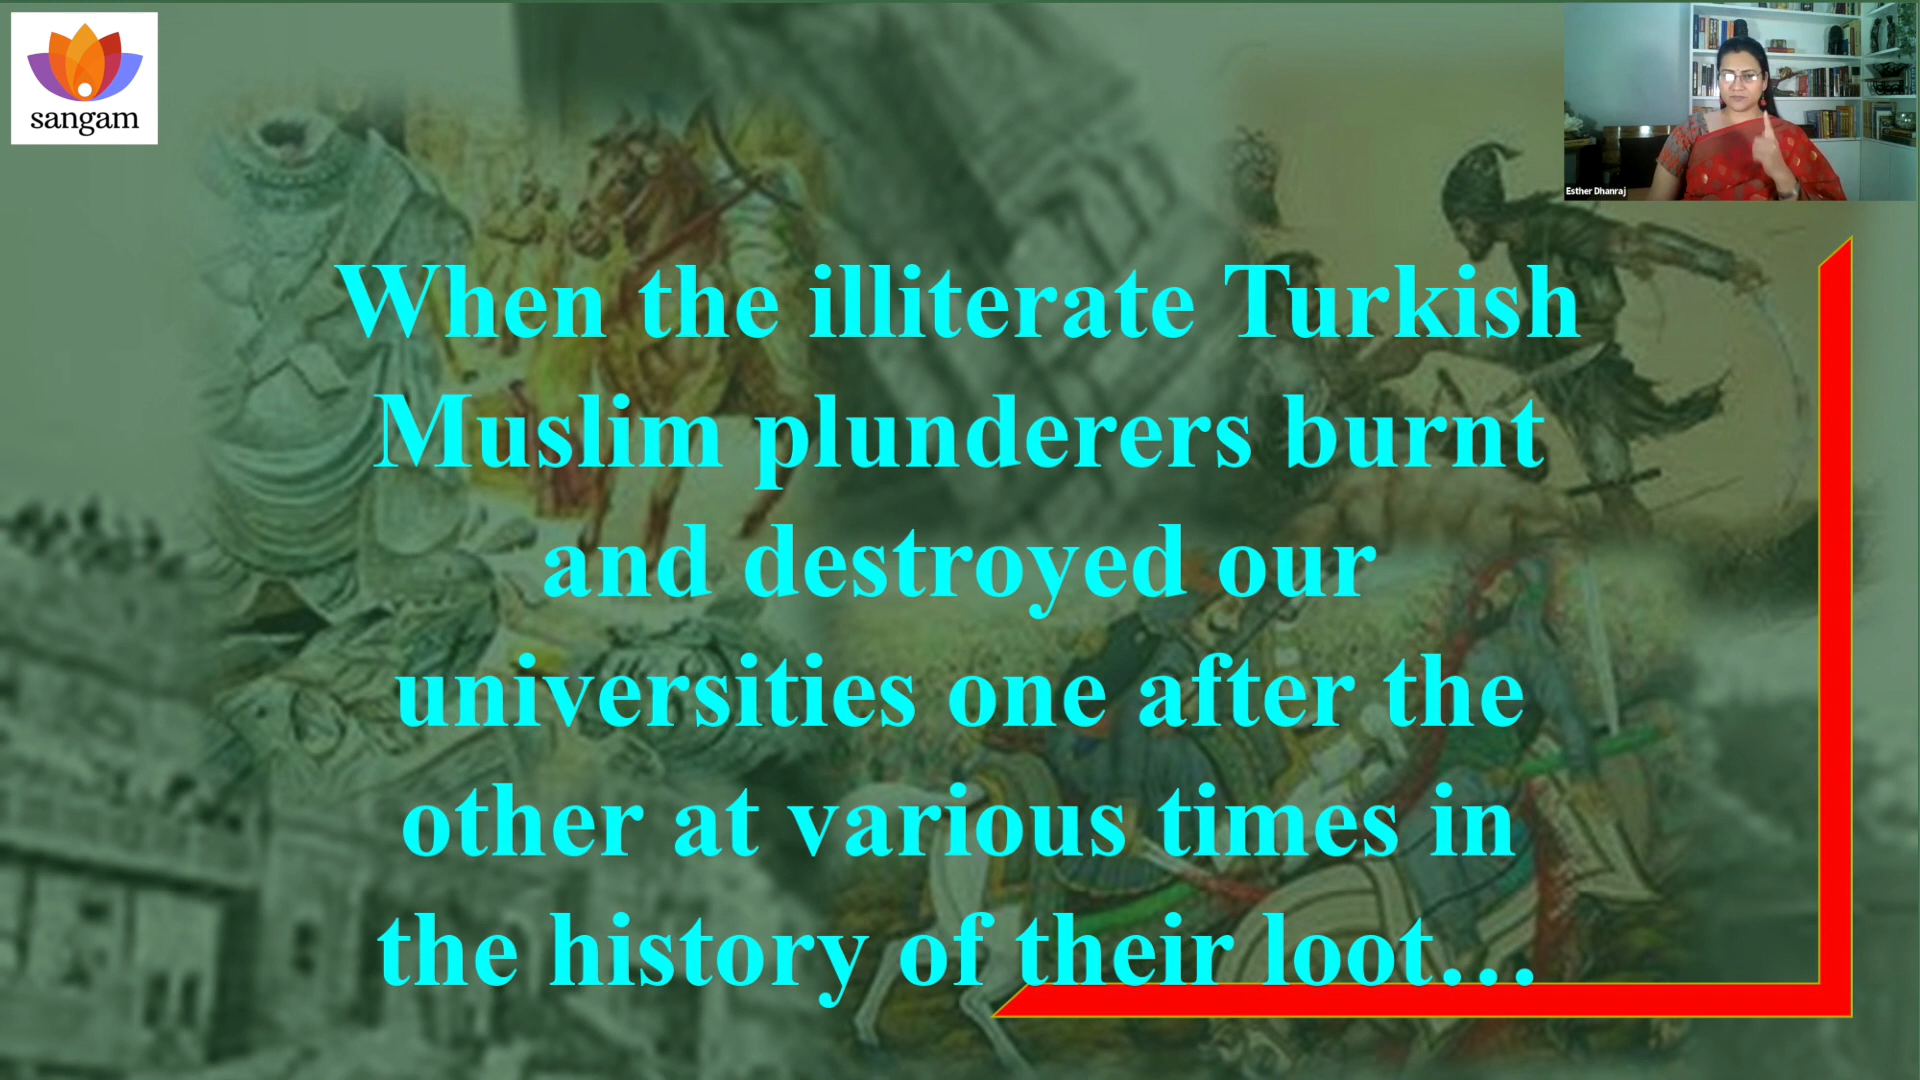 sangam
Esther Dhanraj
When the illiterate Turkish
Muslim plunderers burnt
and destroyed our
universities one after the
other at various times in
the history of their loot…